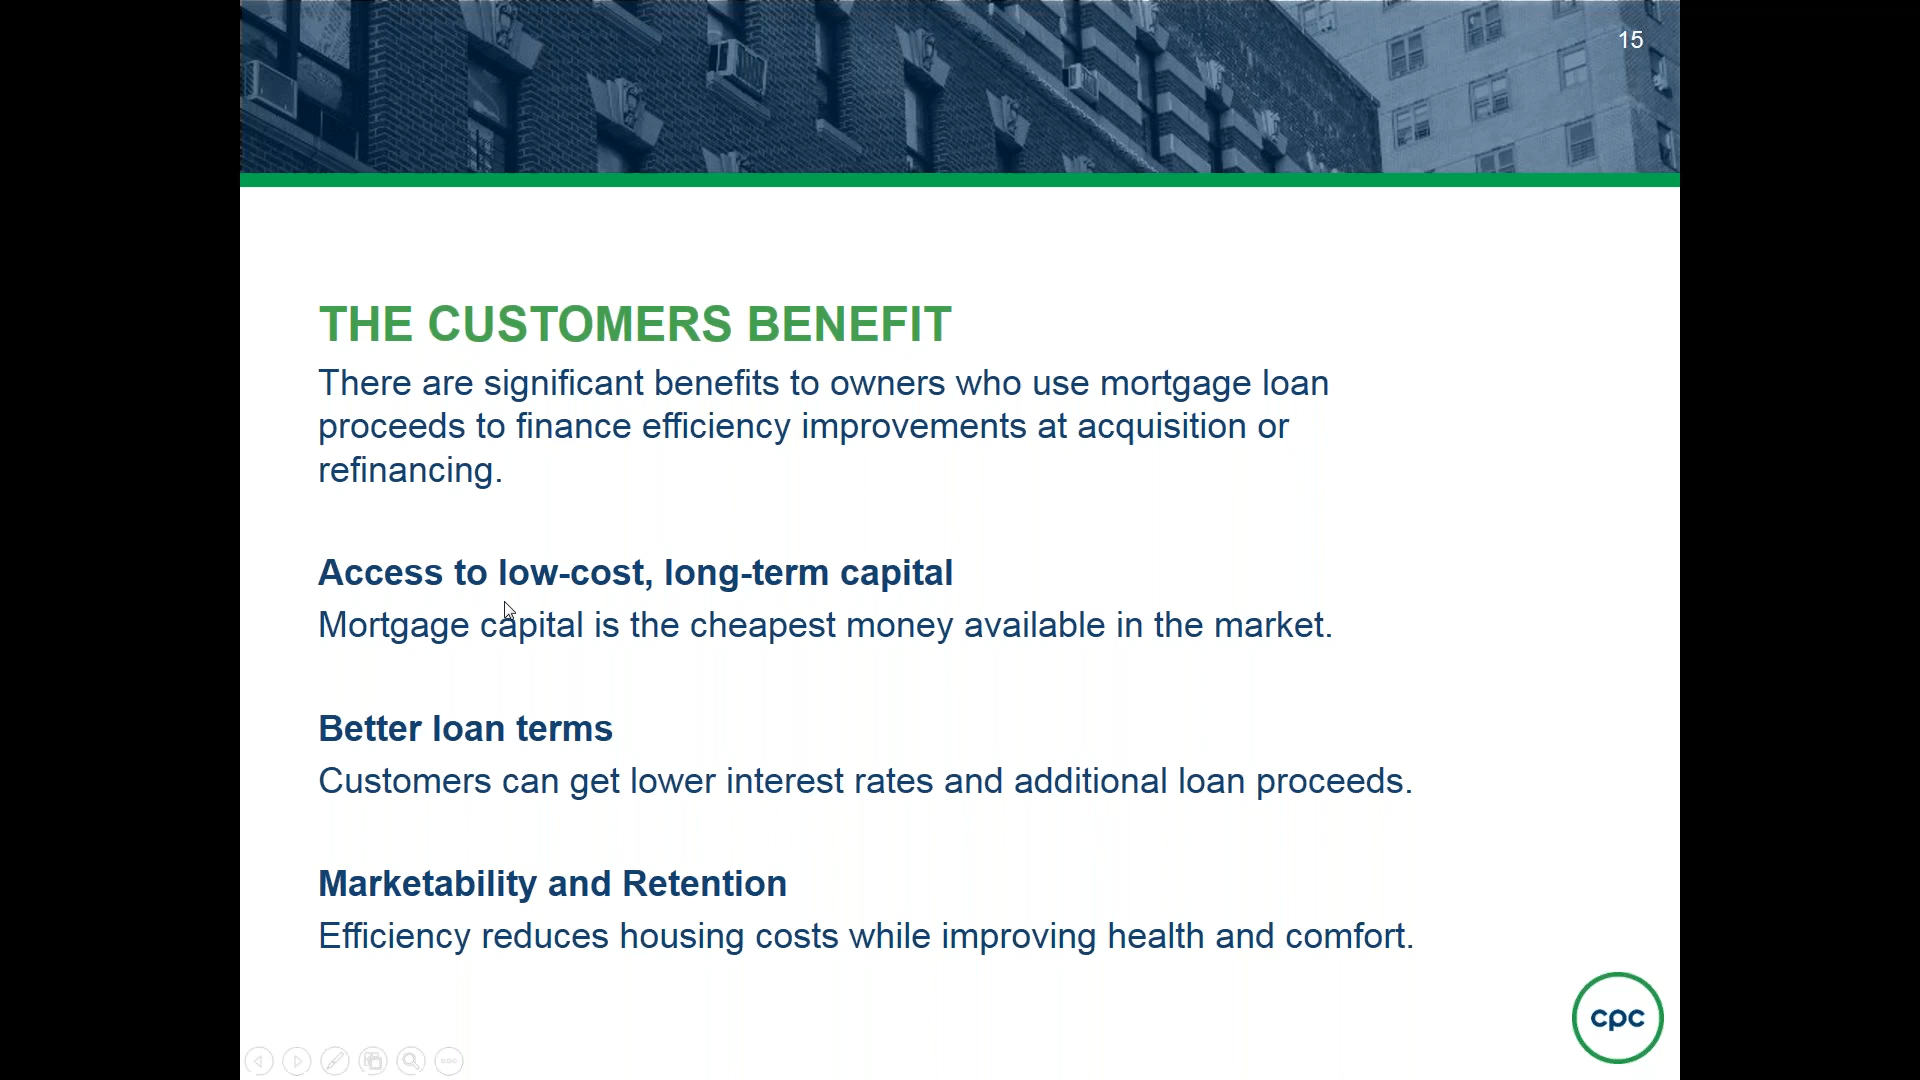 15
THE CUSTOMERS BENEFIT
There are significant benefits to owners who use mortgage loan
proceeds to finance efficiency improvements at acquisition or
refinancing.
Access to low-cost, long-term capital
Mortgage capital is the cheapest money available in the market.
Better loan terms
Customers can get lower interest rates and additional loan proceeds.
Marketability and Retention
Efficiency reduces housing costs while improving health and comfort.
cpc